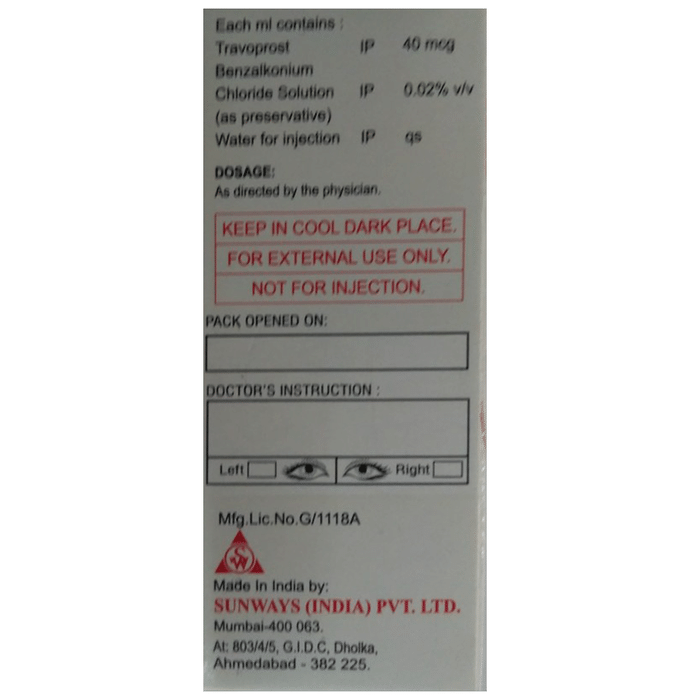 Each ml contains :
Travoprost IP 40 mcg
Benzalkonium
Chloride Solution IP 0.02% v/v
(as preservative)
Water for injection IP qs
DOSAGE:
As directed by the physician.
KEEP IN COOL DARK PLACE.
FOR EXTERNAL USE ONLY.
NOT FOR INJECTION.
PACK OPENED ON:
DOCTOR'S INSTRUCTION :
Left Right
Mfg.Lic.No.G/1118A
SW
Made In India by:
SUNWAYS (INDIA) PVT. LTD.
Mumbai-400 063.
At: 803/4/5, G.I.D.C, Dholka,
Ahmedabad - 382 225.